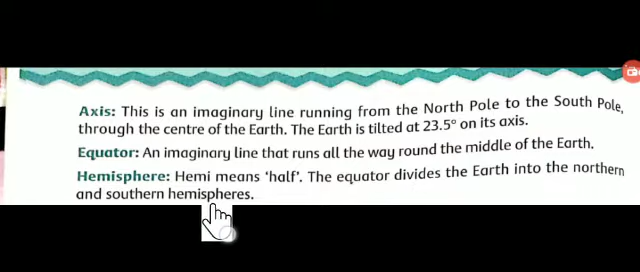 Axis: This is an imaginary line running from the North Pole to the South Pole,
through the centre of the Earth. The Earth is tilted at 23.5° on its axis.
Equator: An imaginary line that runs all the way round the middle of the Earth.
Hemisphere: Hemi means 'half'. The equator divides the Earth into the northern
and southern hemispheres.